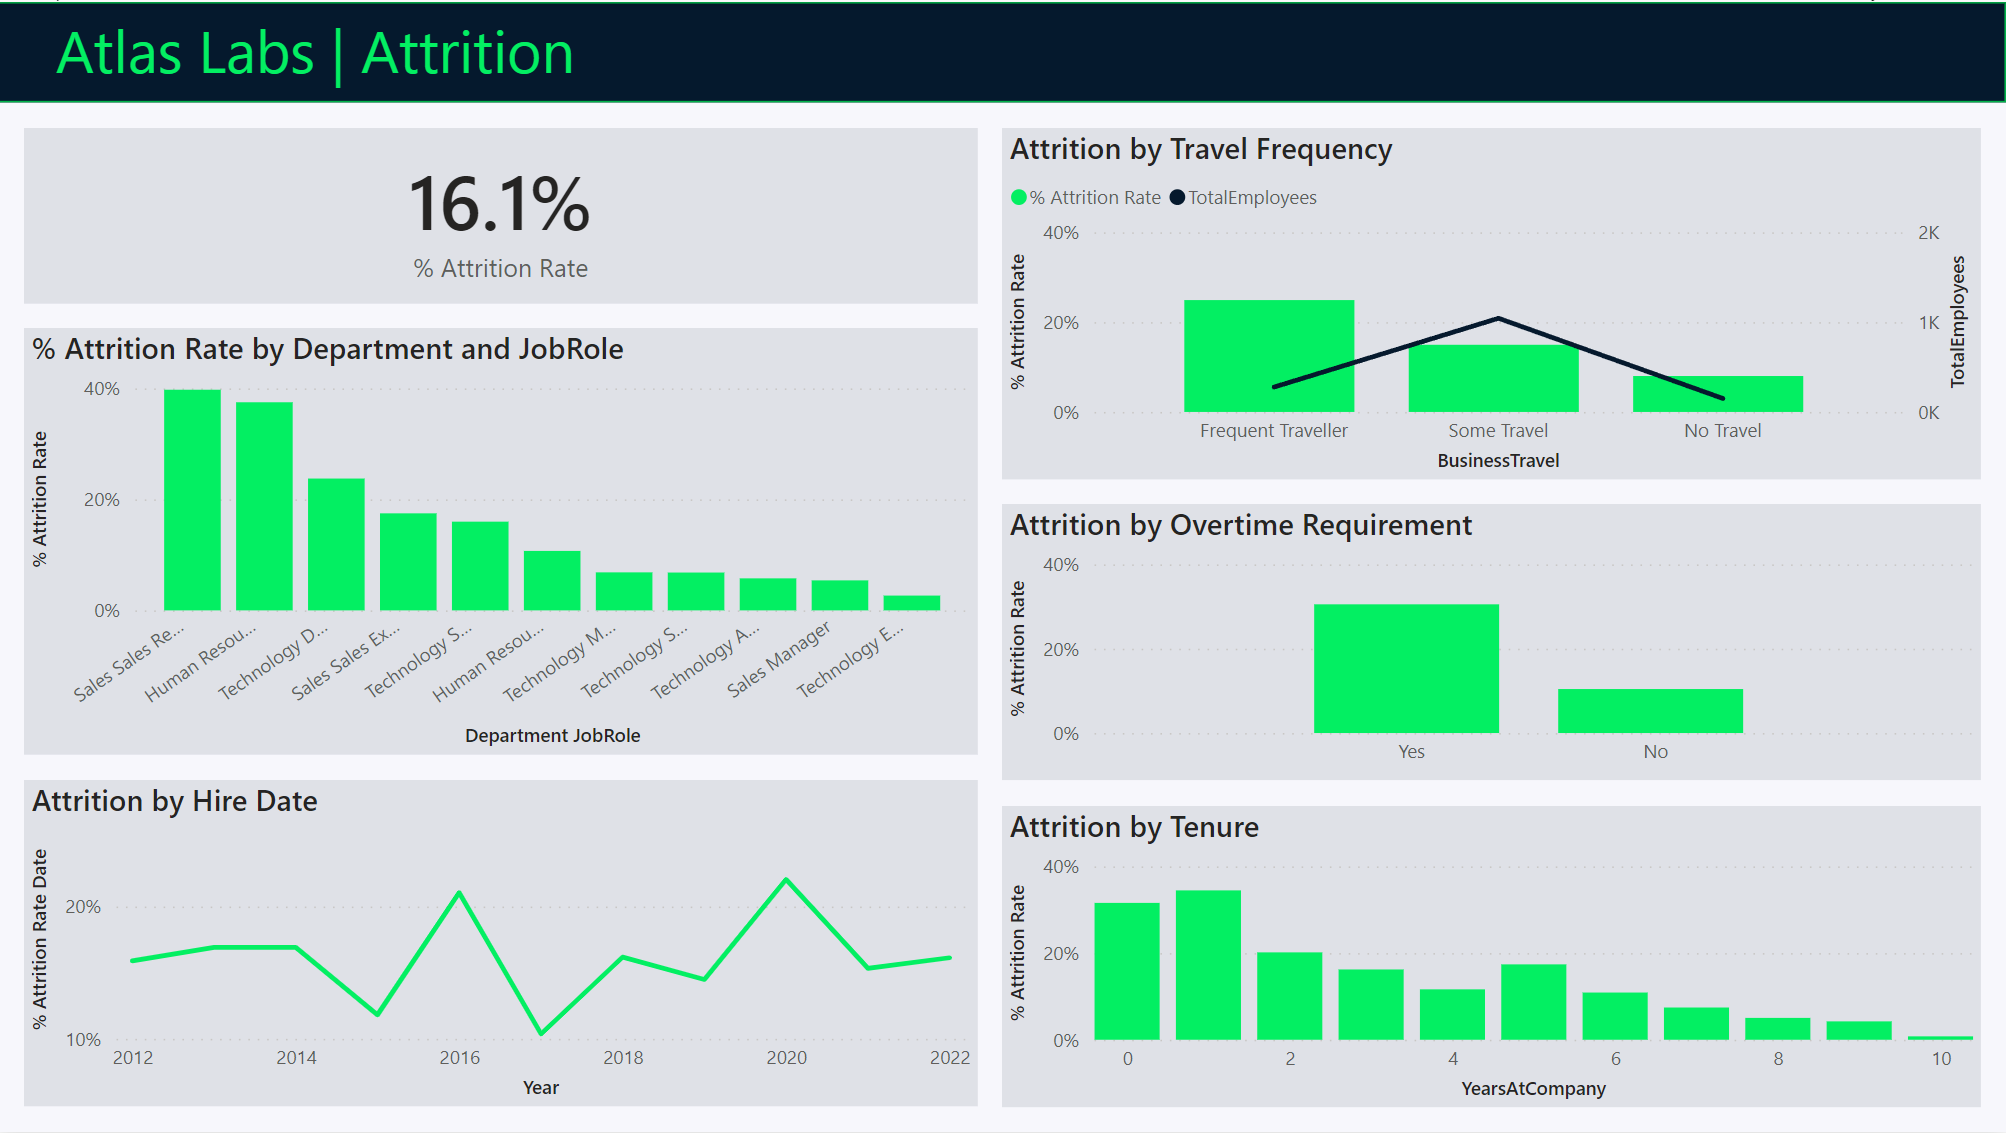 Atlas Labs | Attrition
16.1%
% Attrition Rate
% Attrition Rate by Department and JobRole
% Attrition Rate
40%
20%
0%
Sales Sales Re...
Human Resou...
Technology D...
Sales Sales Ex...
Technology S...
Human Resou...
Technology M...
Technology S...
Technology A...
Sales Manager
Technology E...
Department JobRole
Attrition by Hire Date
% Attrition Rate Date
20%
10%
2012 2014 2016 2018 2020 2022
Year
Attrition by Travel Frequency
% Attrition Rate TotalEmployees
% Attrition Rate
40% 2K
20% 1K
0% 0K
TotalEmployees
Frequent Traveller Some Travel No Travel
BusinessTravel
Attrition by Overtime Requirement
% Attrition Rate
40%
20%
0%
Yes No
Attrition by Tenure
% Attrition Rate
40%
20%
0%
0 2 4 6 8 10
YearsAtCompany